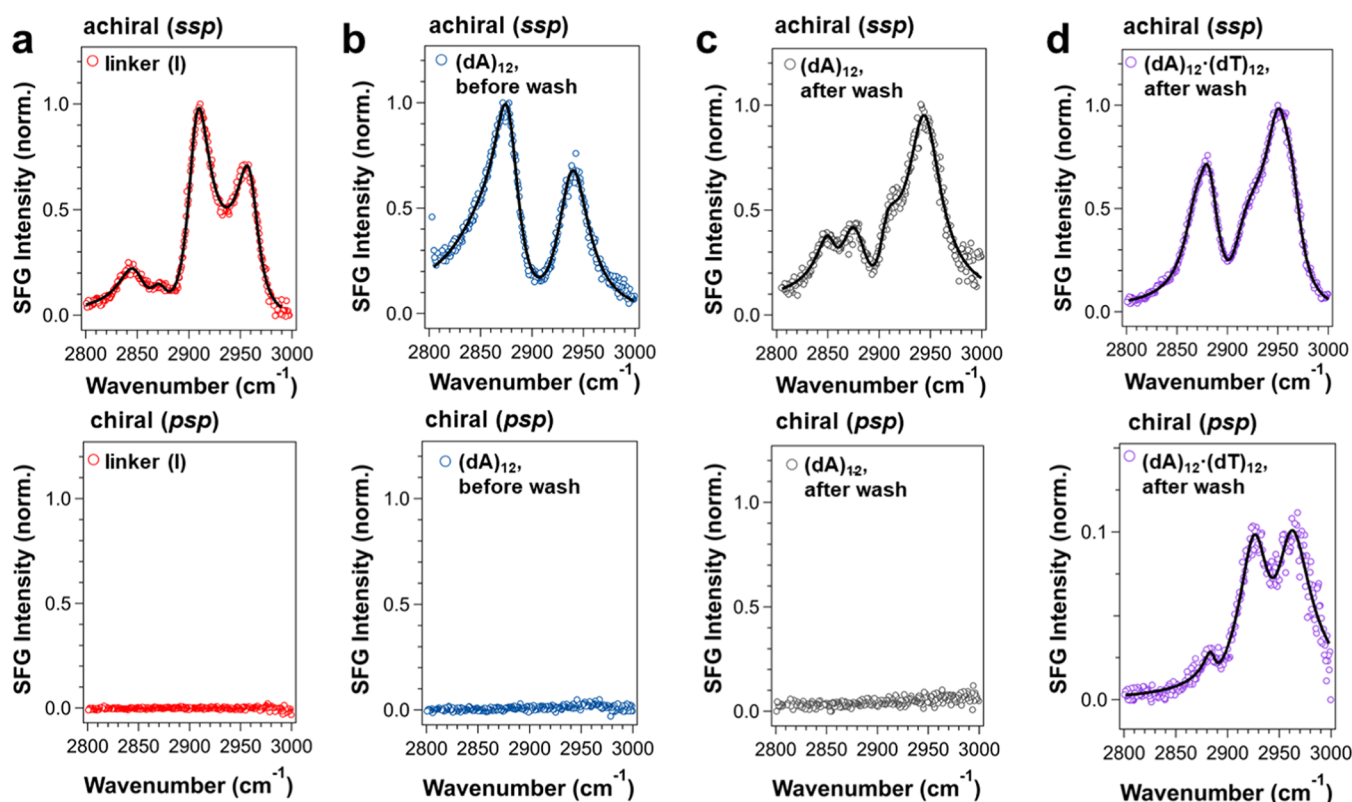 a
achiral (ssp)
linker (I)
SFG Intensity (norm.)
1.0
0.5
0.0
2800 2850 2900 2950 3000
Wavenumber (cm⁻¹)
b
achiral (ssp)
(dA)₁₂,
before wash
SFG Intensity (norm.)
1.0
0.5
0.0
2800 2850 2900 2950 3000
Wavenumber (cm⁻¹)
c
achiral (ssp)
(dA)₁₂,
after wash
SFG Intensity (norm.)
1.0
0.5
0.0
2800 2850 2900 2950 3000
Wavenumber (cm⁻¹)
d
achiral (ssp)
(dA)₁₂·(dT)₁₂,
after wash
SFG Intensity (norm.)
1.0
0.5
0.0
2800 2850 2900 2950 3000
Wavenumber (cm⁻¹)
chiral (psp)
linker (I)
SFG Intensity (norm.)
1.0
0.5
0.0
2800 2850 2900 2950 3000
Wavenumber (cm⁻¹)
chiral (psp)
(dA)₁₂,
before wash
SFG Intensity (norm.)
1.0
0.5
0.0
2800 2850 2900 2950 3000
Wavenumber (cm⁻¹)
chiral (psp)
(dA)₁₂,
after wash
SFG Intensity (norm.)
1.0
0.5
0.0
2800 2850 2900 2950 3000
Wavenumber (cm⁻¹)
chiral (psp)
(dA)₁₂·(dT)₁₂,
after wash
SFG Intensity (norm.)
0.1
0.0
2800 2850 2900 2950 3000
Wavenumber (cm⁻¹)